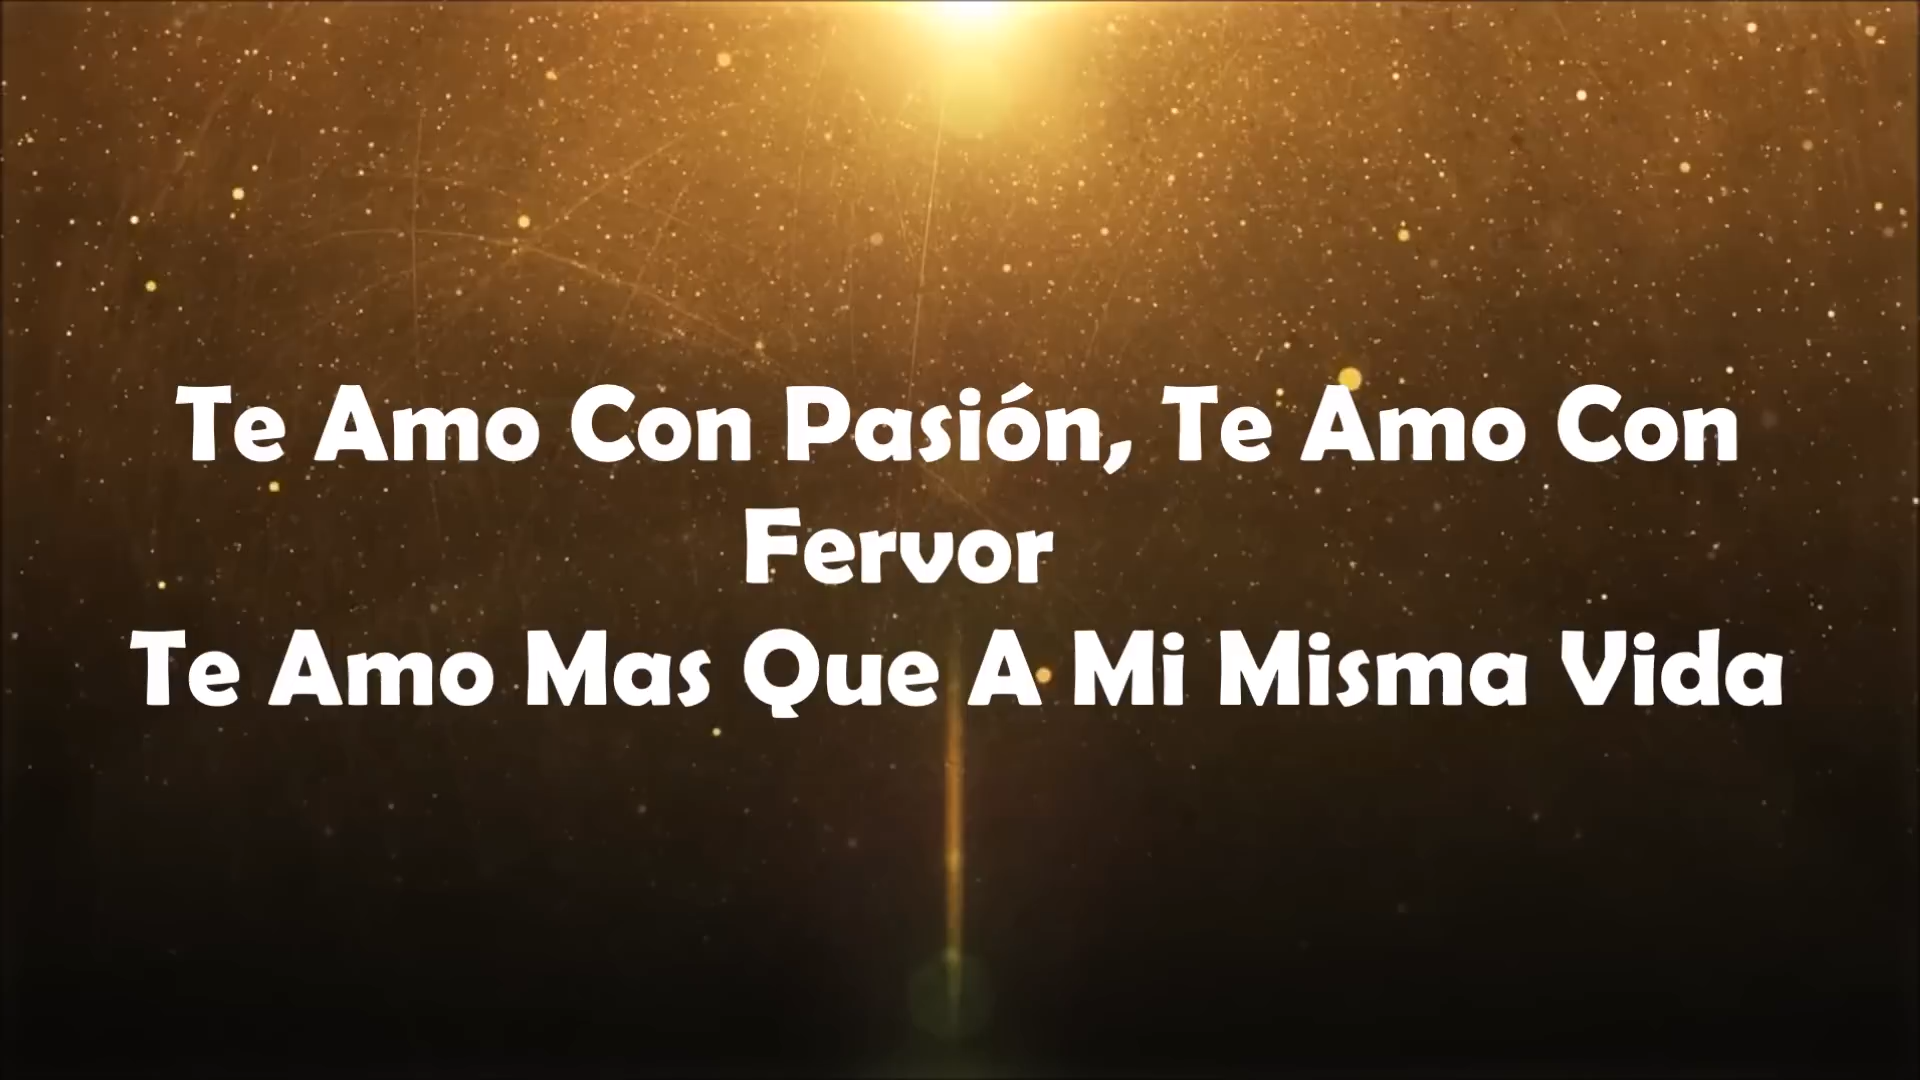 Te Amo Con Pasión, Te Amo Con
Fervor
Te Amo Mas Que A Mi Misma Vida